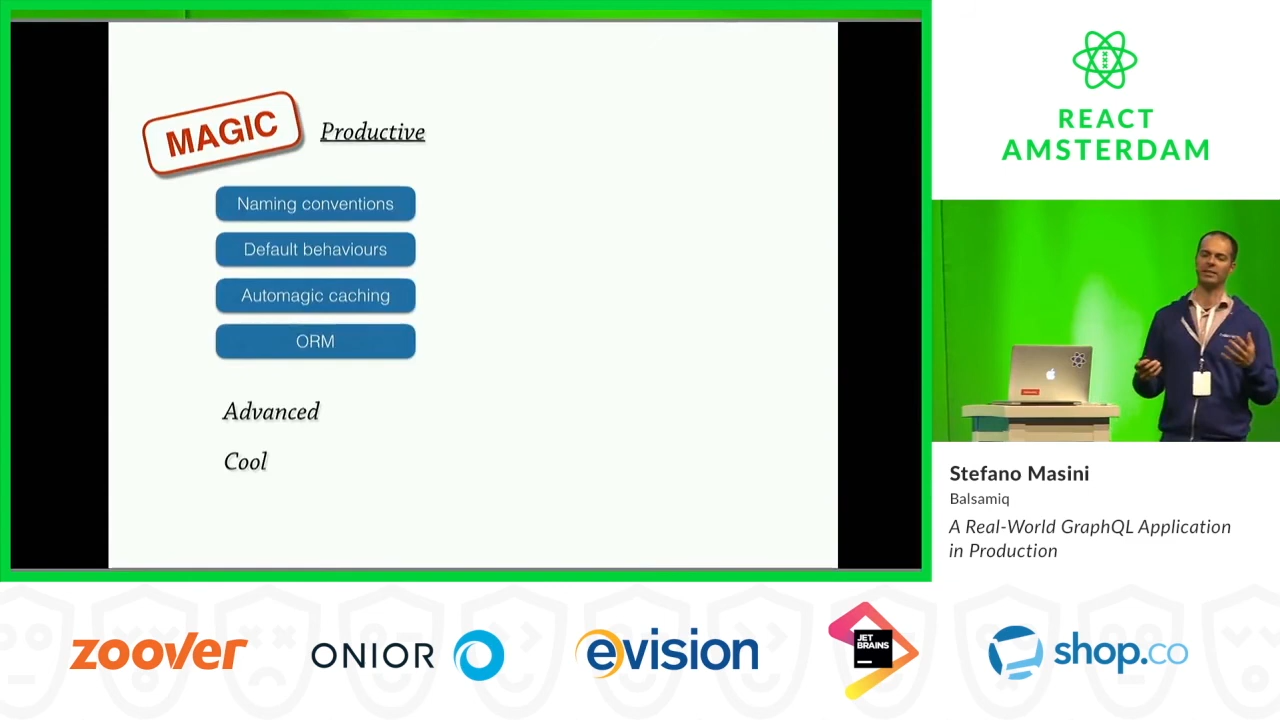 MAGIC
Productive
Naming conventions
Default behaviours
Automagic caching
ORM
Advanced
Cool
REACT
AMSTERDAM
Stefano Masini
Balsamiq
A Real-World GraphQL Application
in Production
zoover
ONIOR
evision
JET
BRAINS
shop.co